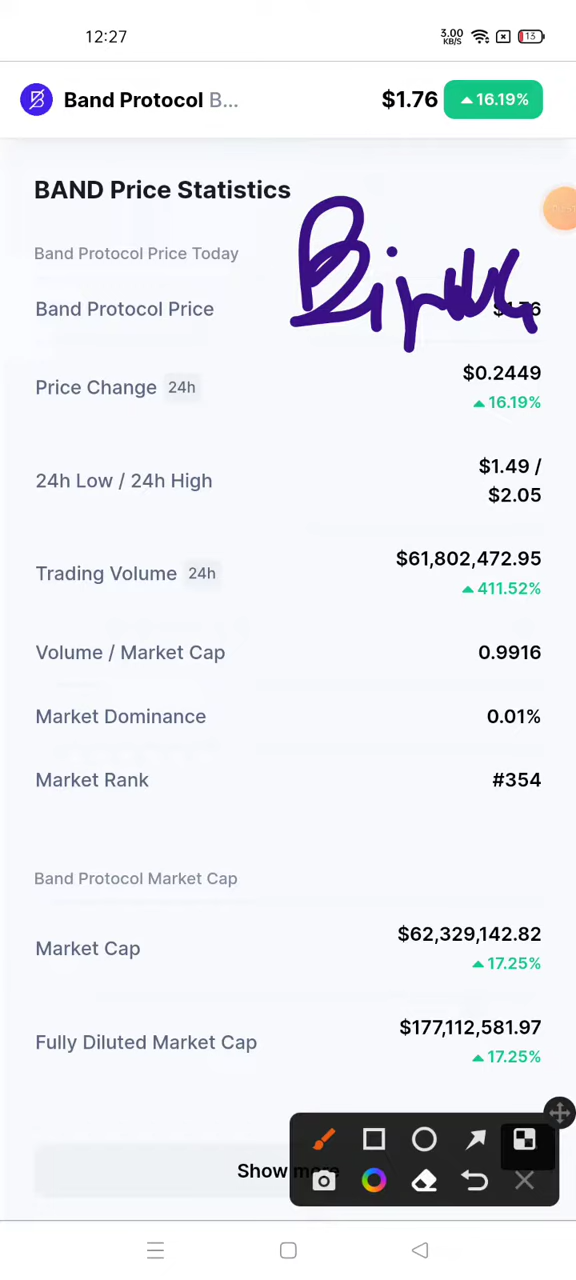 12:27
3.00 KB/S
13
Band Protocol B...
$1.76
16.19%
BAND Price Statistics
Band Protocol Price Today
Band Protocol Price
Price Change 24h
$0.2449
16.19%
24h Low / 24h High
$1.49 /
$2.05
Trading Volume 24h
$61,802,472.95
411.52%
Volume / Market Cap 0.9916
Market Dominance 0.01%
Market Rank #354
Band Protocol Market Cap
Market Cap
$62,329,142.82
17.25%
Fully Diluted Market Cap
$177,112,581.97
17.25%
Show more